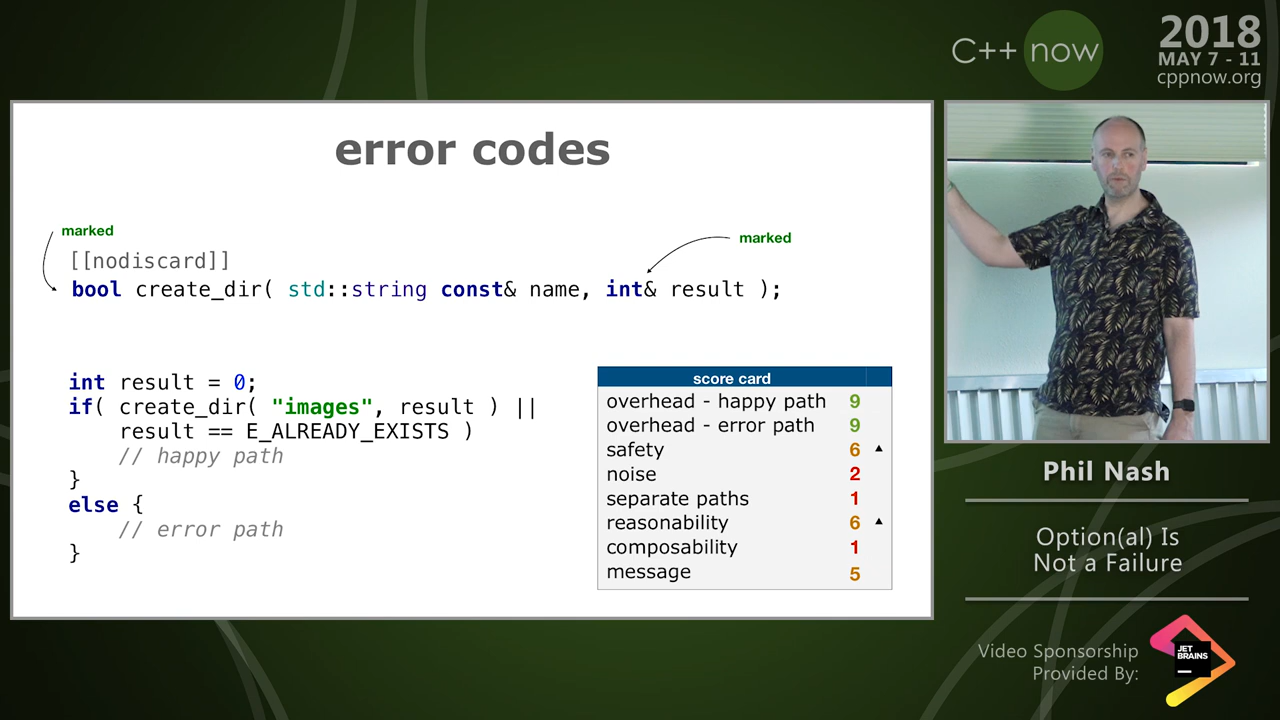 C++ now
2018
MAY 7 - 11
cppnow.org
error codes
marked
marked
[[nodiscard]]
bool create_dir( std::string const& name, int& result );
int result = 0;
if( create_dir( "images", result ) ||
result == E_ALREADY_EXISTS )
// happy path
}
else {
// error path
}
score card
overhead - happy path 9
overhead - error path 9
safety 6 ▲
noise 2
separate paths 1
reasonability 6 ▲
composability 1
message 5
Phil Nash
Option(al) Is
Not a Failure
Video Sponsorship
Provided By:
JET
BRAINS